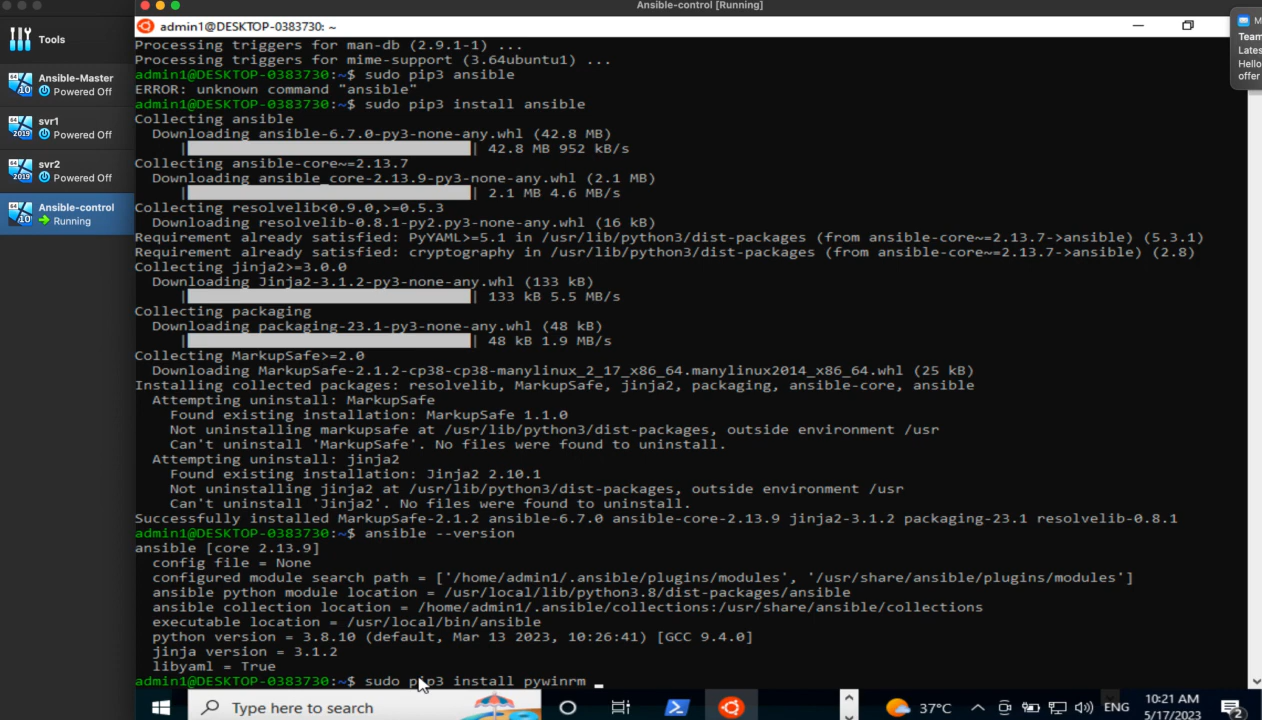 Ansible-control [Running]
Tools
Ansible-Master
Powered Off
svr1
Powered Off
svr2
Powered Off
Ansible-control
Running
admin1@DESKTOP-0383730: ~
Processing triggers for man-db (2.9.1-1) ...
Processing triggers for mime-support (3.64ubuntu1) ...
admin1@DESKTOP-0383730:~$ sudo pip3 ansible
ERROR: unknown command "ansible"
admin1@DESKTOP-0383730:~$ sudo pip3 install ansible
Collecting ansible
Downloading ansible-6.7.0-py3-none-any.whl (42.8 MB)
| | 42.8 MB 952 kB/s
Collecting ansible-core~=2.13.7
Downloading ansible_core-2.13.9-py3-none-any.whl (2.1 MB)
| | 2.1 MB 4.6 MB/s
Collecting resolvelib<0.9.0,>=0.5.3
Downloading resolvelib-0.8.1-py2.py3-none-any.whl (16 kB)
Requirement already satisfied: PyYAML>=5.1 in /usr/lib/python3/dist-packages (from ansible-core~=2.13.7->ansible) (5.3.1)
Requirement already satisfied: cryptography in /usr/lib/python3/dist-packages (from ansible-core~=2.13.7->ansible) (2.8)
Collecting jinja2>=3.0.0
Downloading Jinja2-3.1.2-py3-none-any.whl (133 kB)
| | 133 kB 5.5 MB/s
Collecting packaging
Downloading packaging-23.1-py3-none-any.whl (48 kB)
| | 48 kB 1.9 MB/s
Collecting MarkupSafe>=2.0
Downloading MarkupSafe-2.1.2-cp38-cp38-manylinux_2_17_x86_64.manylinux2014_x86_64.whl (25 kB)
Installing collected packages: resolvelib, MarkupSafe, jinja2, packaging, ansible-core, ansible
Attempting uninstall: MarkupSafe
Found existing installation: MarkupSafe 1.1.0
Not uninstalling markupsafe at /usr/lib/python3/dist-packages, outside environment /usr
Can't uninstall 'MarkupSafe'. No files were found to uninstall.
Attempting uninstall: jinja2
Found existing installation: Jinja2 2.10.1
Not uninstalling jinja2 at /usr/lib/python3/dist-packages, outside environment /usr
Can't uninstall 'Jinja2'. No files were found to uninstall.
Successfully installed MarkupSafe-2.1.2 ansible-6.7.0 ansible-core-2.13.9 jinja2-3.1.2 packaging-23.1 resolvelib-0.8.1
admin1@DESKTOP-0383730:~$ ansible --version
ansible [core 2.13.9]
config file = None
configured module search path = ['/home/admin1/.ansible/plugins/modules', '/usr/share/ansible/plugins/modules']
ansible python module location = /usr/local/lib/python3.8/dist-packages/ansible
ansible collection location = /home/admin1/.ansible/collections:/usr/share/ansible/collections
executable location = /usr/local/bin/ansible
python version = 3.8.10 (default, Mar 13 2023, 10:26:41) [GCC 9.4.0]
jinja version = 3.1.2
libyaml = True
admin1@DESKTOP-0383730:~$ sudo pip3 install pywinrm _
M
Team
Lates
Hello
offer
Type here to search
37°C
ENG
10:21 AM
5/17/2023
2